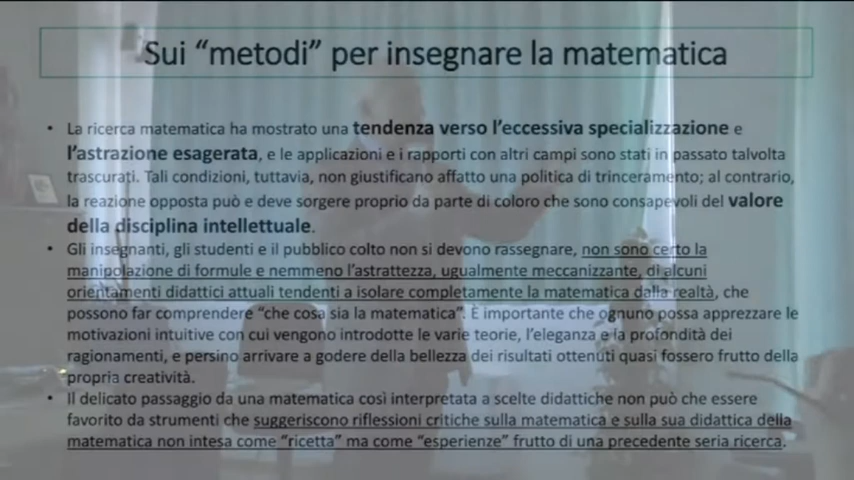 Sui “metodi” per insegnare la matematica
• La ricerca matematica ha mostrato una tendenza verso l’eccessiva specializzazione e
l’astrazione esagerata, e le applicazioni e i rapporti con altri campi sono stati in passato talvolta
trascurati. Tali condizioni, tuttavia, non giustificano affatto una politica di trinceramento; al contrario,
la reazione opposta può e deve sorgere proprio da parte di coloro che sono consapevoli del valore
della disciplina intellettuale.
• Gli insegnanti, gli studenti e il pubblico colto non si devono rassegnare, non sono certo la
manipolazione di formule e nemmeno l’astrattezza, ugualmente meccanizzante, di alcuni
orientamenti didattici attuali tendenti a isolare completamente la matematica dalla realtà, che
possono far comprendere “che cosa sia la matematica”. È importante che ognuno possa apprezzare le
motivazioni intuitive con cui vengono introdotte le varie teorie, l’eleganza e la profondità dei
ragionamenti, e persino arrivare a godere della bellezza dei risultati ottenuti quasi fossero frutto della
propria creatività.
• Il delicato passaggio da una matematica così interpretata a scelte didattiche non può che essere
favorito da strumenti che suggeriscono riflessioni critiche sulla matematica e sulla sua didattica della
matematica non intesa come “ricetta” ma come “esperienze” frutto di una precedente seria ricerca.